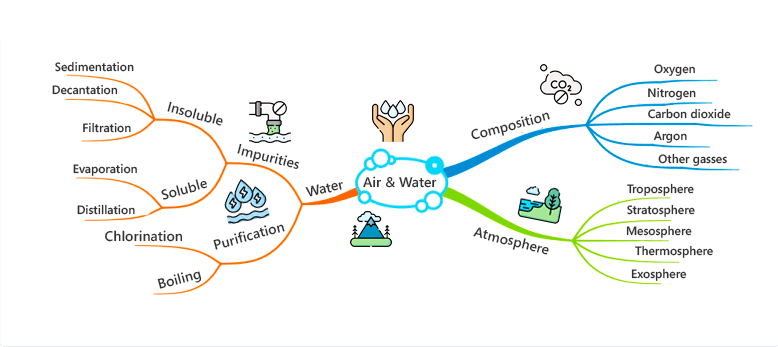 Air & Water
Composition
Oxygen
Nitrogen
Carbon dioxide
Argon
Other gasses
CO2
Atmosphere
Troposphere
Stratosphere
Mesosphere
Thermosphere
Exosphere
Water
Impurities
Insoluble
Sedimentation
Decantation
Filtration
Soluble
Evaporation
Distillation
Purification
Chlorination
Boiling